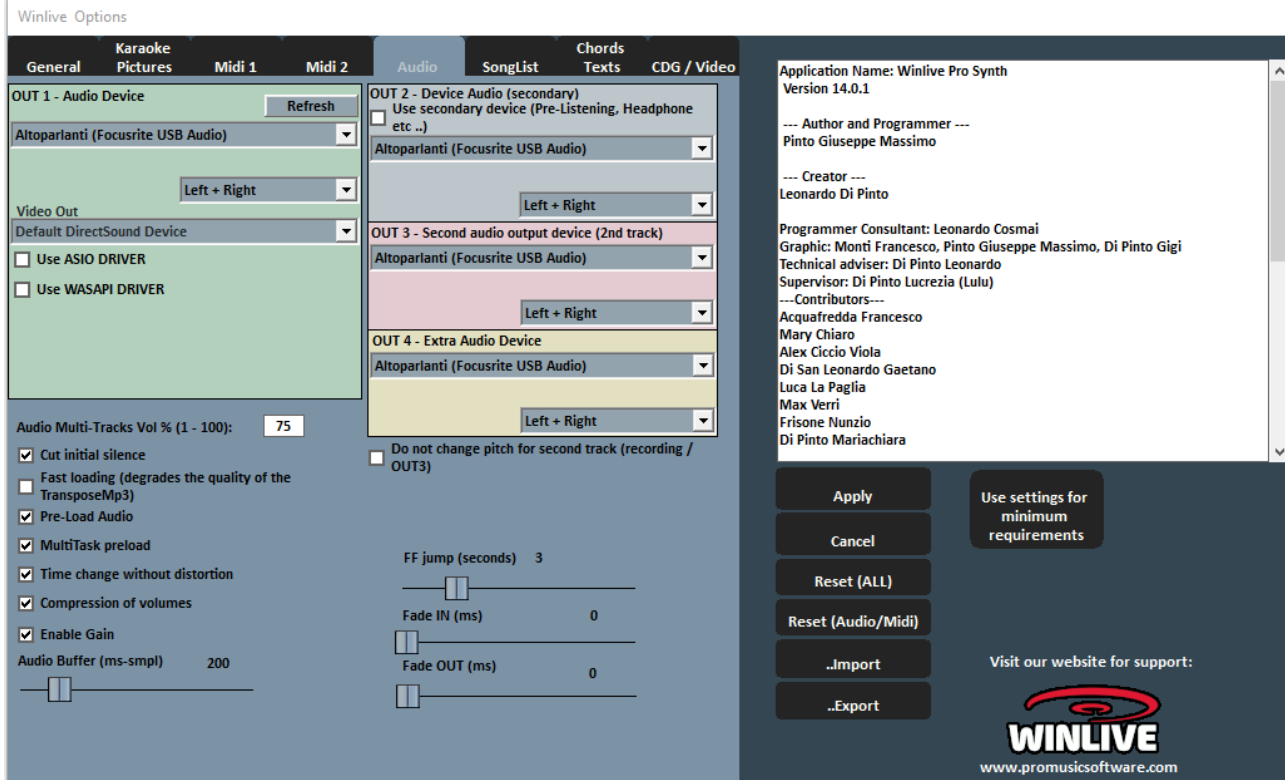 Winlive Options
General
Karaoke
Pictures
Midi 1
Midi 2
Audio
SongList
Chords
Texts
CDG / Video
OUT 1 - Audio Device
Refresh
Altoparlanti (Focusrite USB Audio)
Left + Right
Video Out
Default DirectSound Device
Use ASIO DRIVER
Use WASAPI DRIVER
OUT 2 - Device Audio (secondary)
Use secondary device (Pre-Listening, Headphone
etc ..)
Altoparlanti (Focusrite USB Audio)
Left + Right
OUT 3 - Second audio output device (2nd track)
Altoparlanti (Focusrite USB Audio)
Left + Right
OUT 4 - Extra Audio Device
Altoparlanti (Focusrite USB Audio)
Left + Right
Audio Multi-Tracks Vol % (1 - 100): 75
Cut initial silence
Fast loading (degrades the quality of the
TransposeMp3)
Pre-Load Audio
MultiTask preload
Time change without distortion
Compression of volumes
Enable Gain
Audio Buffer (ms-smpl) 200
Do not change pitch for second track (recording /
OUT3)
FF jump (seconds) 3
Fade IN (ms) 0
Fade OUT (ms) 0
Application Name: Winlive Pro Synth
Version 14.0.1
--- Author and Programmer ---
Pinto Giuseppe Massimo
--- Creator ---
Leonardo Di Pinto
Programmer Consultant: Leonardo Cosmai
Graphic: Monti Francesco, Pinto Giuseppe Massimo, Di Pinto Gigi
Technical adviser: Di Pinto Leonardo
Supervisor: Di Pinto Lucrezia (Lulu)
---Contributors---
Acquafredda Francesco
Mary Chiaro
Alex Ciccio Viola
Di San Leonardo Gaetano
Luca La Paglia
Max Verri
Frisone Nunzio
Di Pinto Mariachiara
Apply
Cancel
Reset (ALL)
Reset (Audio/Midi)
..Import
..Export
Use settings for
minimum
requirements
Visit our website for support:
WINLIVE
www.promusicsoftware.com